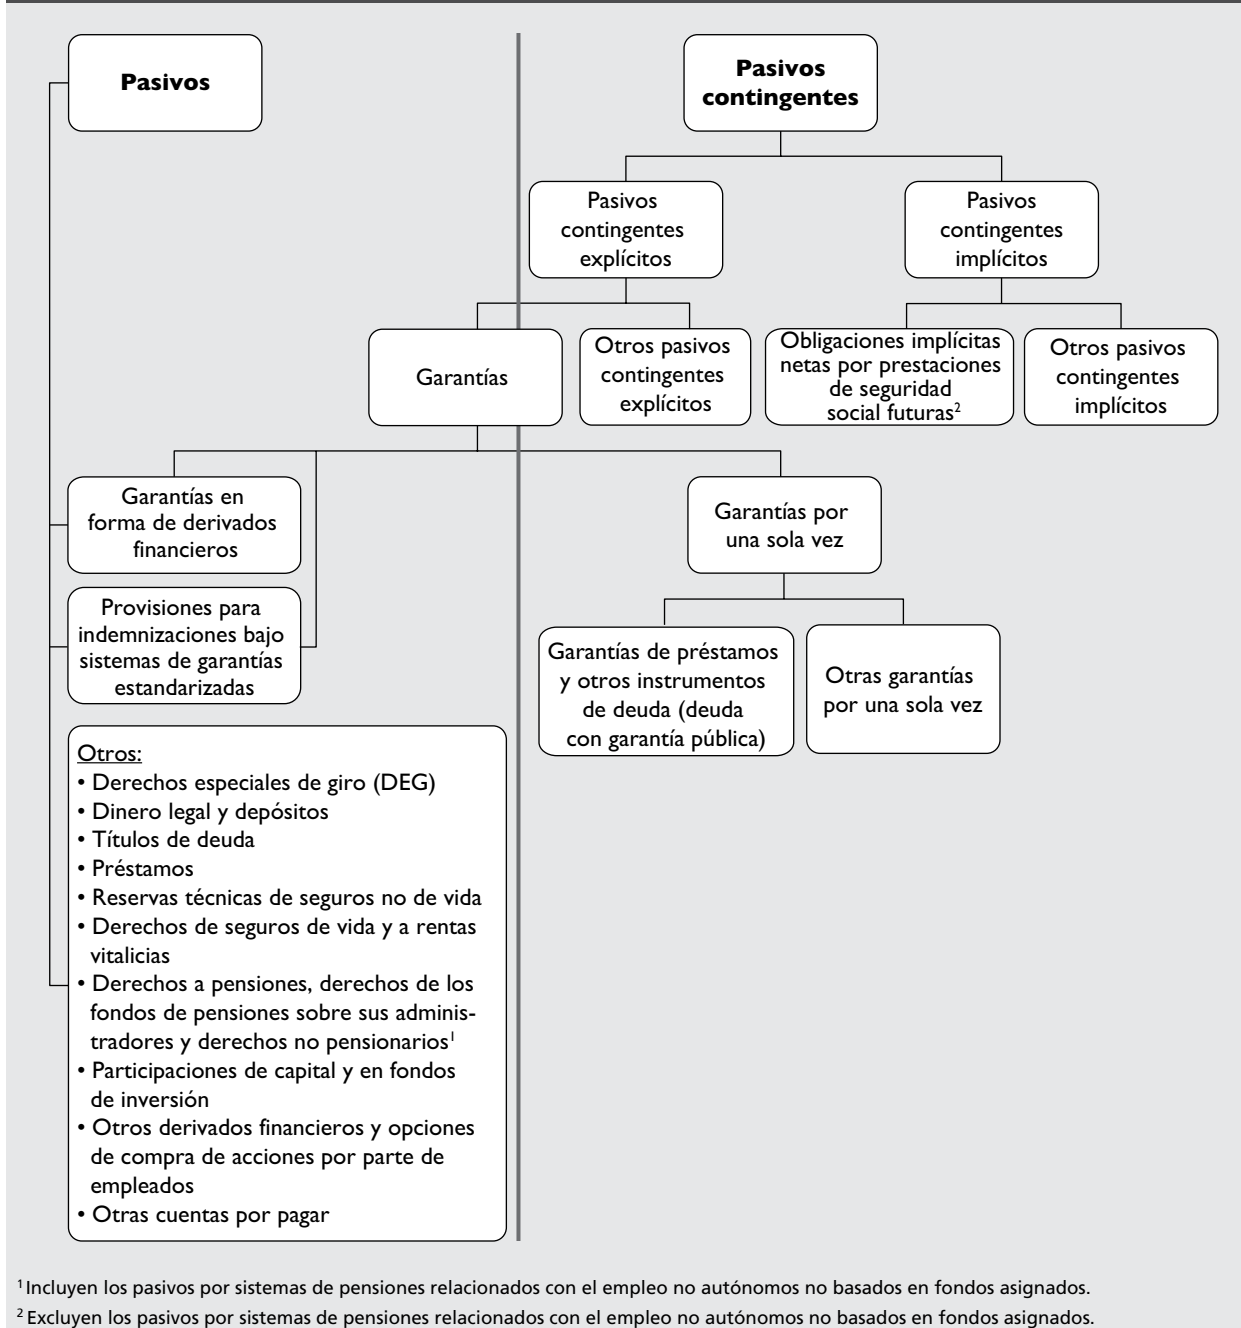 Pasivos
Pasivos
contingentes
Pasivos
contingentes
explícitos
Pasivos
contingentes
implícitos
Garantías
Otros pasivos
contingentes
explícitos
Obligaciones implícitas
netas por prestaciones
de seguridad
social futuras²
Otros pasivos
contingentes
implícitos
Garantías en
forma de derivados
financieros
Garantías por
una sola vez
Provisiones para
indemnizaciones bajo
sistemas de garantías
estandarizadas
Garantías de préstamos
y otros instrumentos
de deuda (deuda
con garantía pública)
Otras garantías
por una sola vez
Otros:
• Derechos especiales de giro (DEG)
• Dinero legal y depósitos
• Títulos de deuda
• Préstamos
• Reservas técnicas de seguros no de vida
• Derechos de seguros de vida y a rentas
vitalicias
• Derechos a pensiones, derechos de los
fondos de pensiones sobre sus adminis-
tradores y derechos no pensionarios¹
• Participaciones de capital y en fondos
de inversión
• Otros derivados financieros y opciones
de compra de acciones por parte de
empleados
• Otras cuentas por pagar
¹ Incluyen los pasivos por sistemas de pensiones relacionados con el empleo no autónomos no basados en fondos asignados.
² Excluyen los pasivos por sistemas de pensiones relacionados con el empleo no autónomos no basados en fondos asignados.